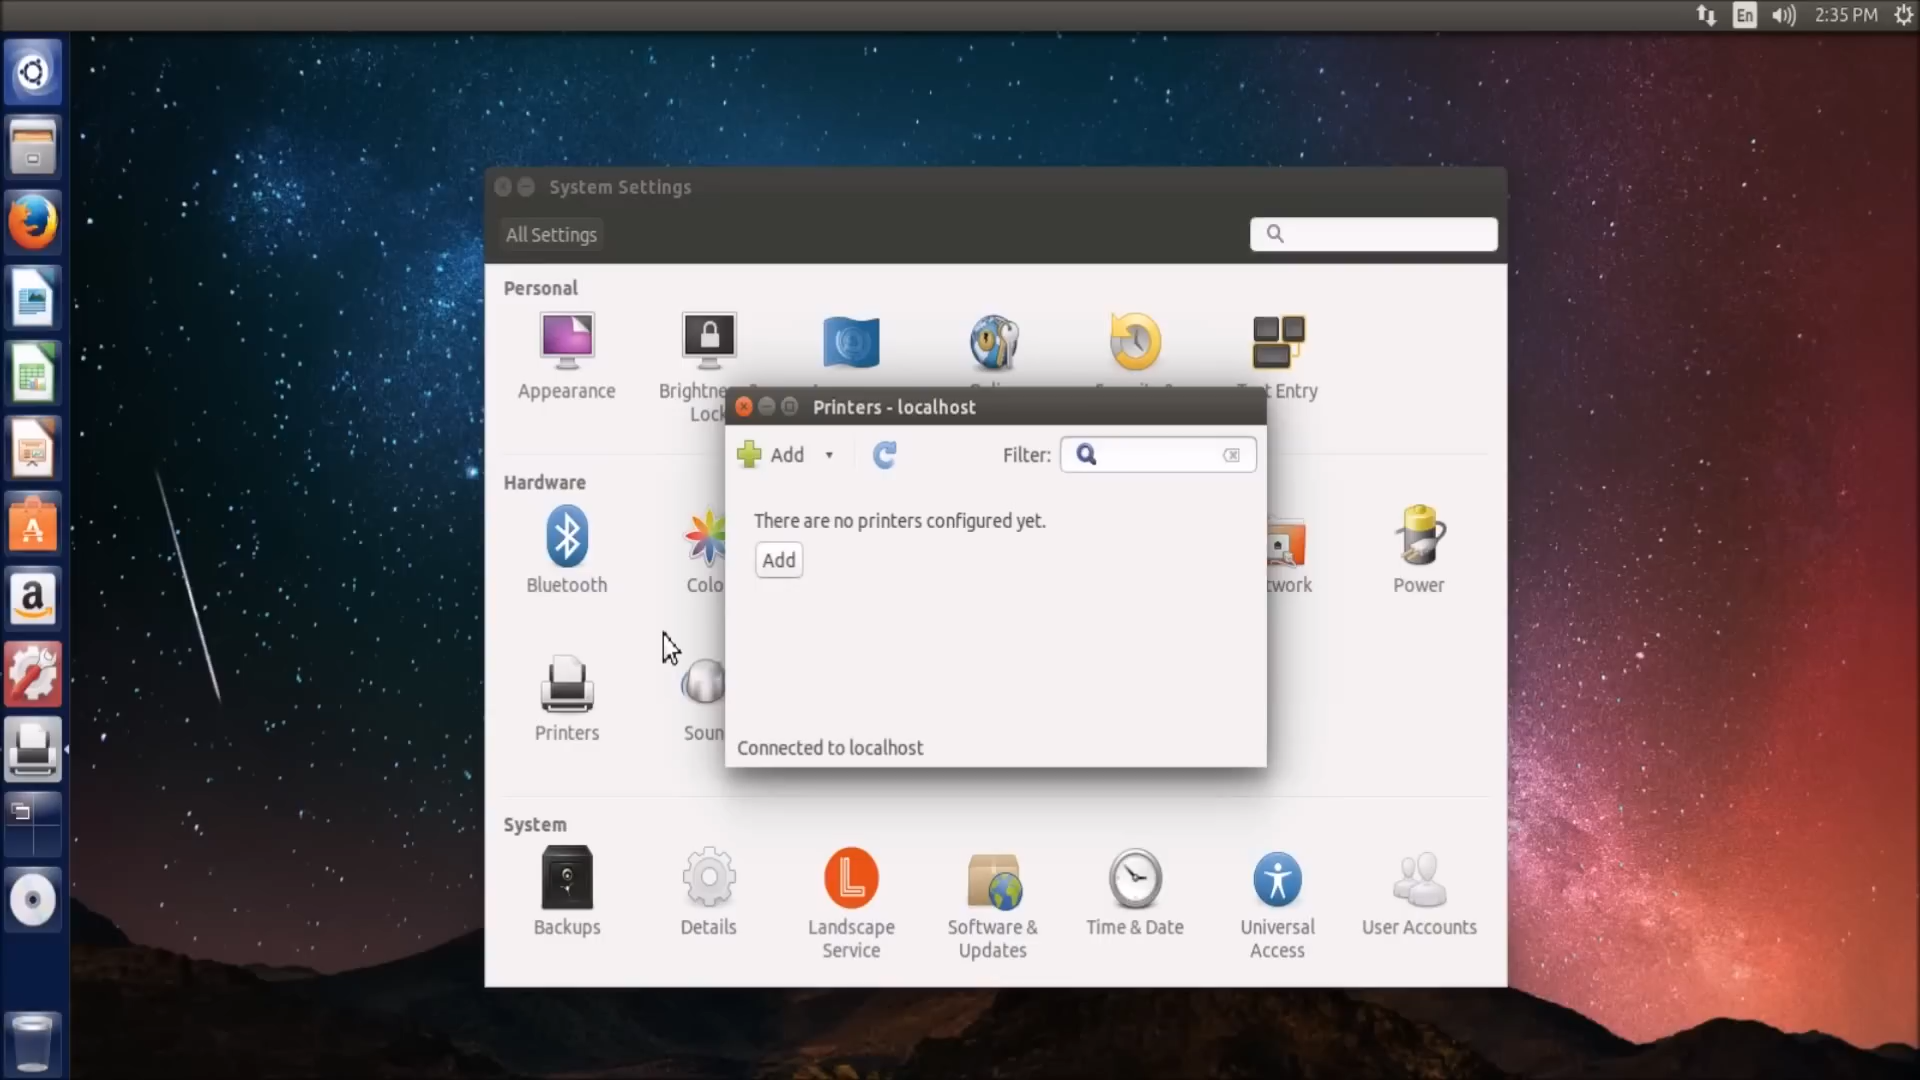 En
2:35 PM
System Settings
All Settings
Personal
Appearance
Brightne
Lock
Entry
Printers - localhost
Add
Filter:
There are no printers configured yet.
Add
Connected to localhost
Hardware
Bluetooth
Colo
twork
Power
Printers
Soun
System
Backups
Details
Landscape
Service
Software &
Updates
Time & Date
Universal
Access
User Accounts